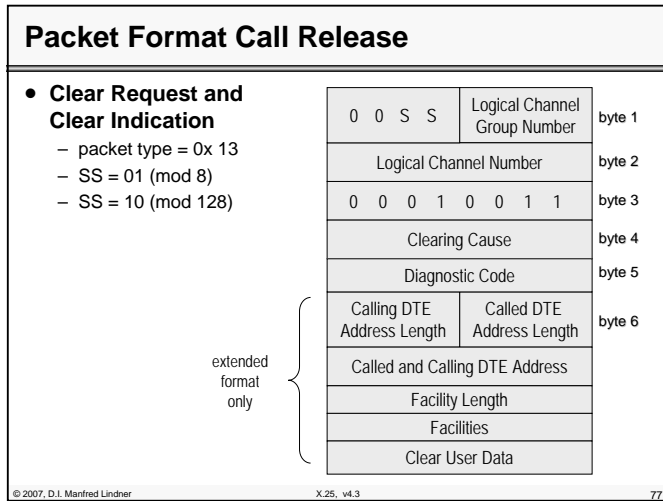 Packet Format Call Release
• Clear Request and
Clear Indication
– packet type = 0x 13
– SS = 01 (mod 8)
– SS = 10 (mod 128)
0 0 S S
Logical Channel
Group Number
byte 1
Logical Channel Number
byte 2
0 0 0 1 0 0 1 1
byte 3
Clearing Cause
byte 4
Diagnostic Code
byte 5
Calling DTE
Address Length
Called DTE
Address Length
byte 6
extended
format
only
Called and Calling DTE Address
Facility Length
Facilities
Clear User Data
© 2007, D.I. Manfred Lindner
X.25, v4.3
77